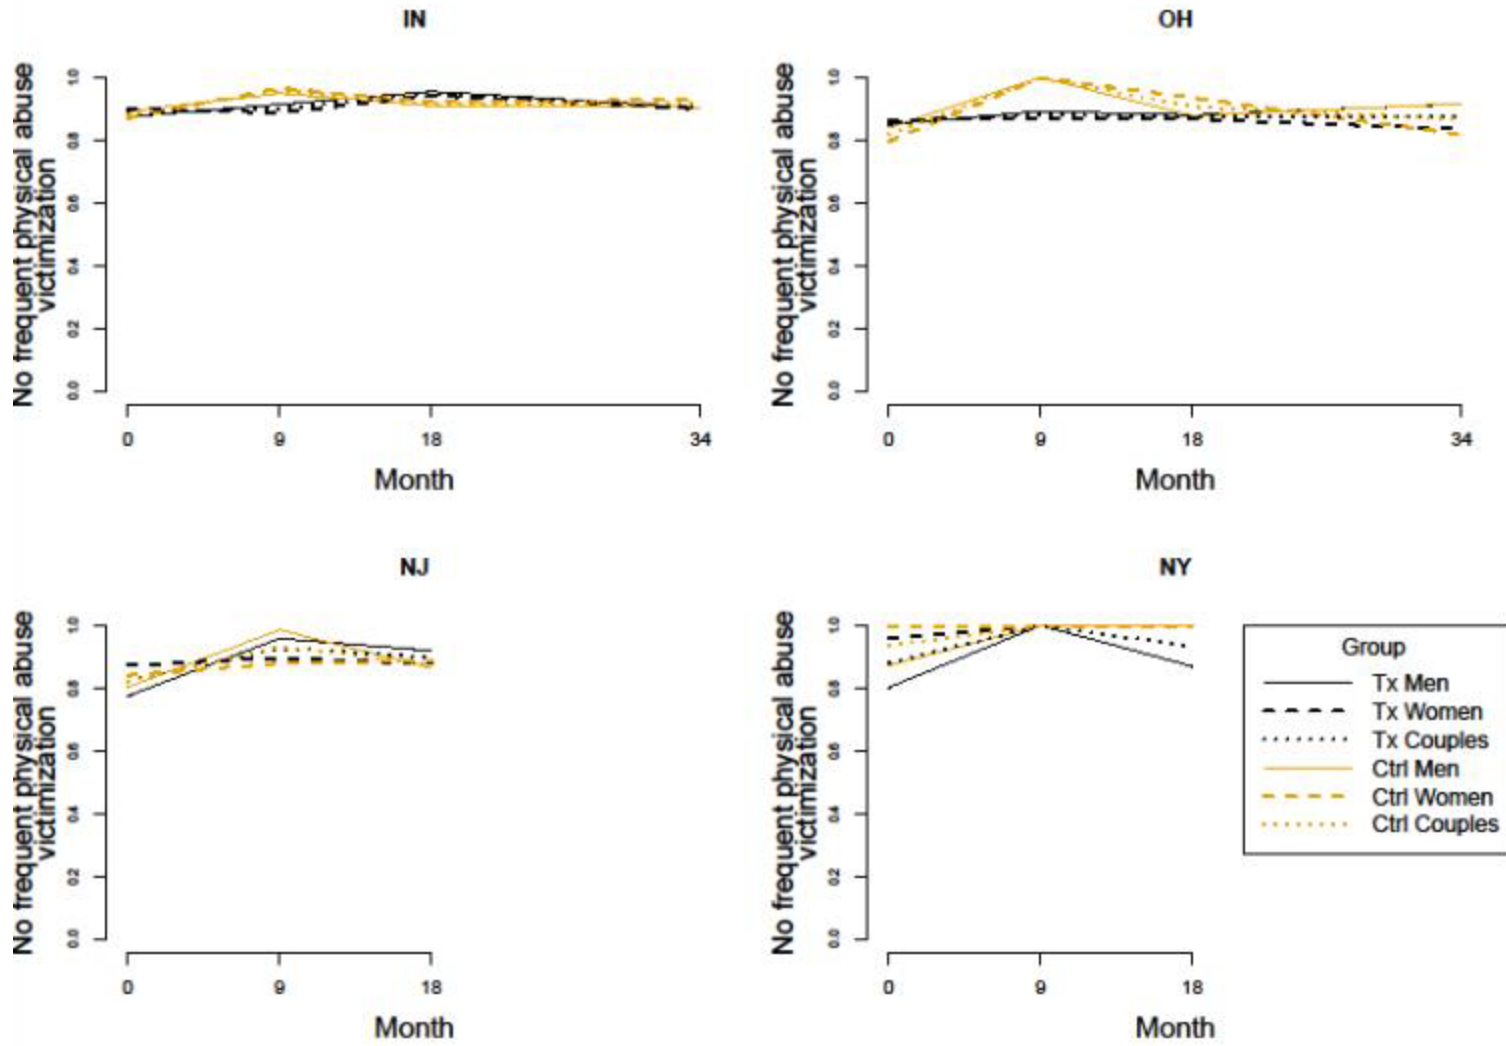 IN
No frequent physical abuse
victimization
1.0
0.8
0.6
0.4
0.2
0.0
0 9 18 34
Month
OH
No frequent physical abuse
victimization
1.0
0.8
0.6
0.4
0.2
0.0
0 9 18 34
Month
NJ
No frequent physical abuse
victimization
1.0
0.8
0.6
0.4
0.2
0.0
0 9 18
Month
NY
No frequent physical abuse
victimization
1.0
0.8
0.6
0.4
0.2
0.0
0 9 18
Month
Group
Tx Men
Tx Women
Tx Couples
Ctrl Men
Ctrl Women
Ctrl Couples